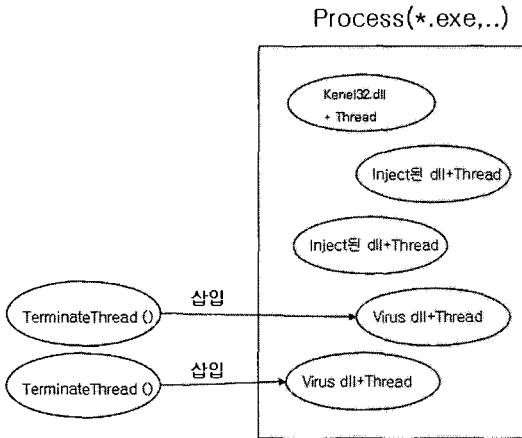 Process(*.exe,..)
Kenel32.dll
+ Thread
Inject된 dll+Thread
Inject된 dll+Thread
삽입
TerminateThread ()
Virus dll+Thread
삽입
TerminateThread ()
Virus dll+Thread